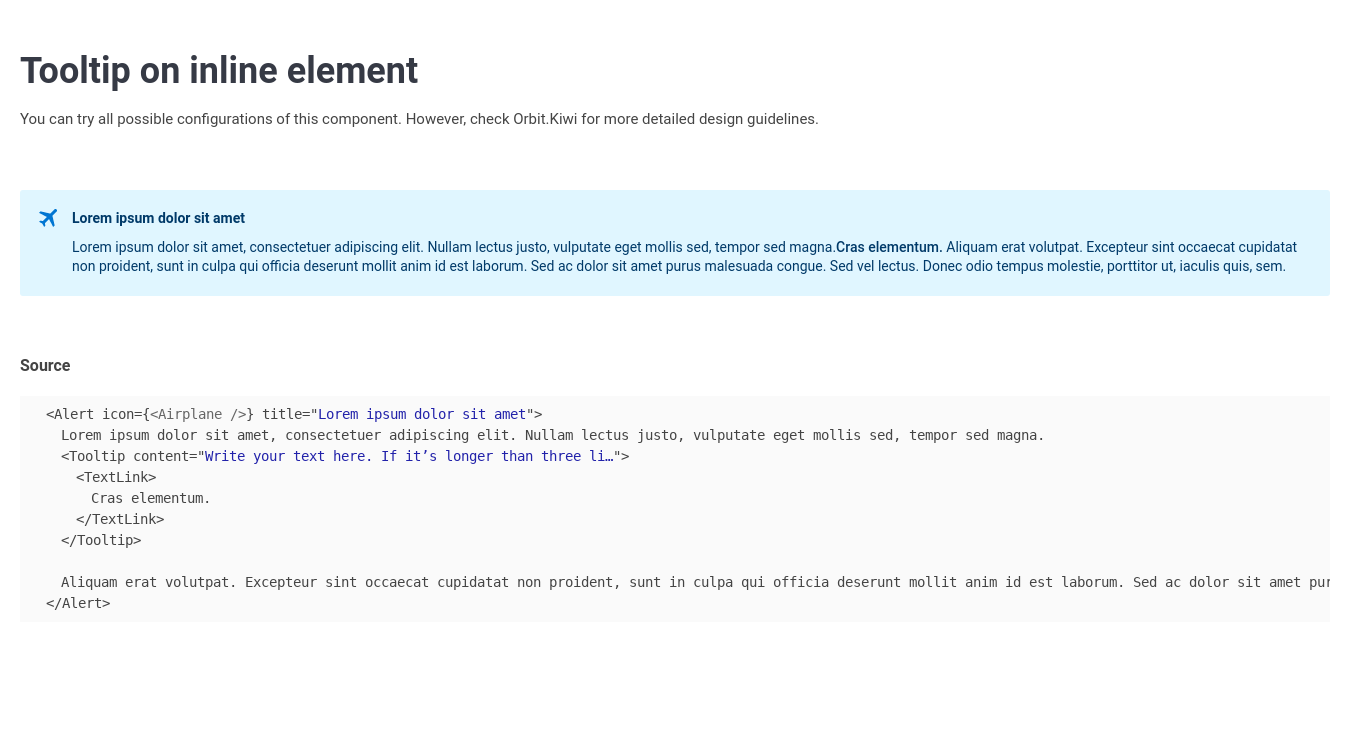 Tooltip on inline element
You can try all possible configurations of this component. However, check Orbit.Kiwi for more detailed design guidelines.
Lorem ipsum dolor sit amet
Lorem ipsum dolor sit amet, consectetuer adipiscing elit. Nullam lectus justo, vulputate eget mollis sed, tempor sed magna.Cras elementum. Aliquam erat volutpat. Excepteur sint occaecat cupidatat
non proident, sunt in culpa qui officia deserunt mollit anim id est laborum. Sed ac dolor sit amet purus malesuada congue. Sed vel lectus. Donec odio tempus molestie, porttitor ut, iaculis quis, sem.
Source
<Alert icon={<Airplane />} title="Lorem ipsum dolor sit amet">
Lorem ipsum dolor sit amet, consectetuer adipiscing elit. Nullam lectus justo, vulputate eget mollis sed, tempor sed magna.
<Tooltip content="Write your text here. If it’s longer than three li…">
<TextLink>
Cras elementum.
</TextLink>
</Tooltip>
Aliquam erat volutpat. Excepteur sint occaecat cupidatat non proident, sunt in culpa qui officia deserunt mollit anim id est laborum. Sed ac dolor sit amet pur
</Alert>